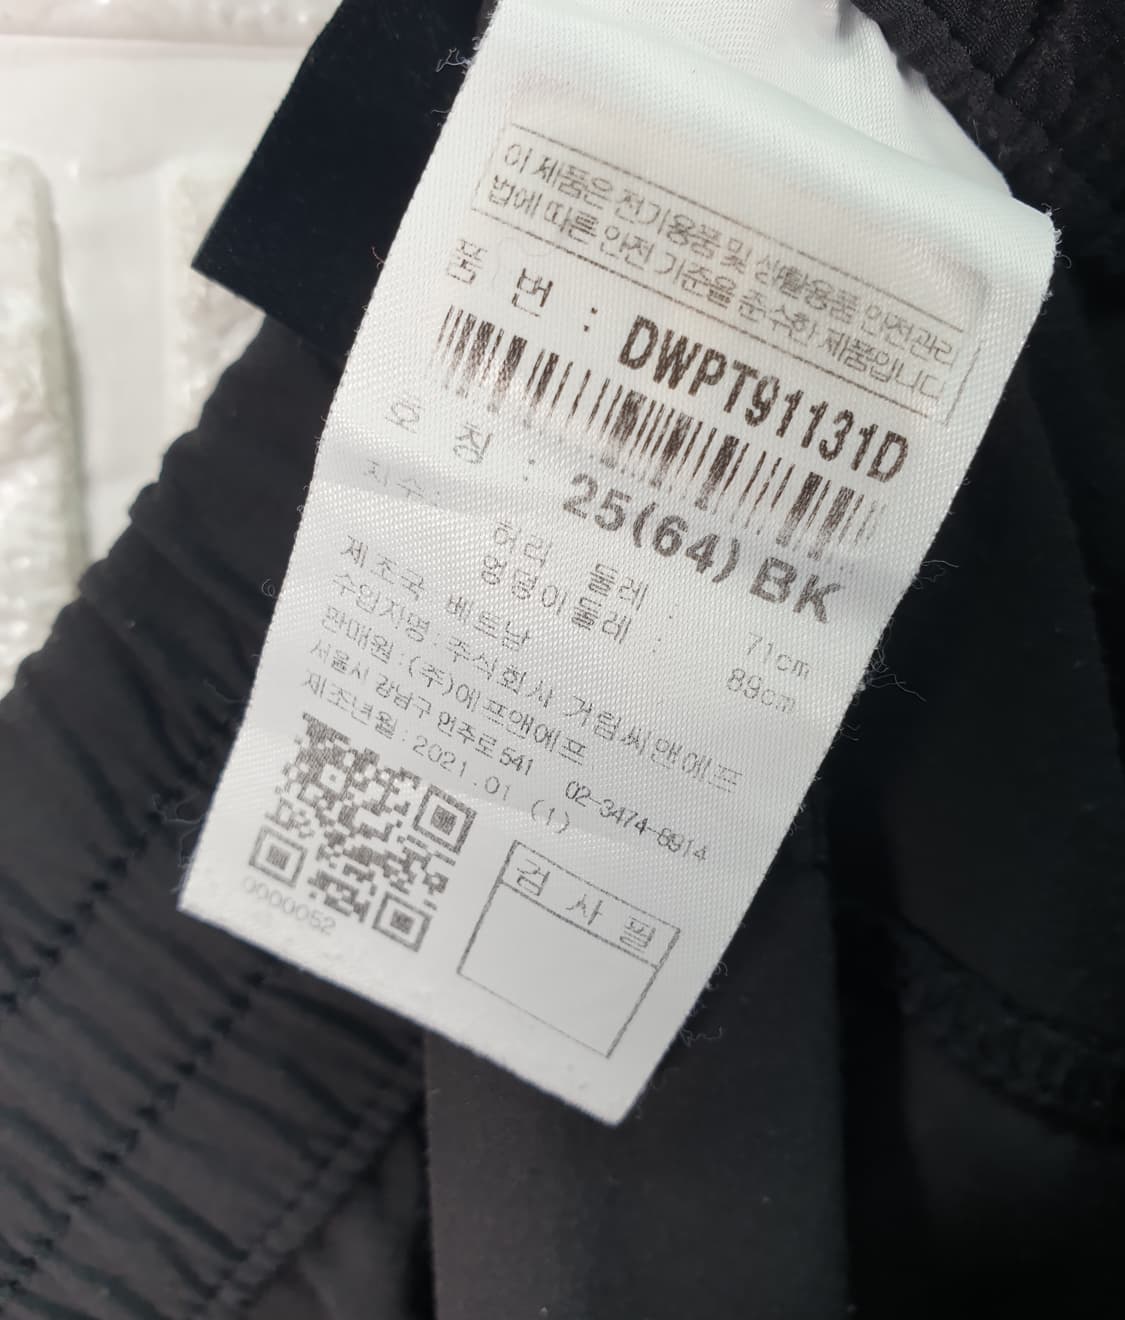 이 제품은 전기용품 및 생활용품 안전관리
법에 따른 안전 기준을 준수한 제품입니다
품 번 : DWPT91131D
호 칭 : 25(64) BK
치수:
허리 둘레 : 71cm
엉덩이둘레 : 89cm
제조국 베트남
수입자명 : 주식회사 거림씨앤에프
판매원 : (주)에프앤에프
서울시 강남구 언주로 541 02-3474-6914
제조년월 : 2021.01 (1)
0000052
검사필